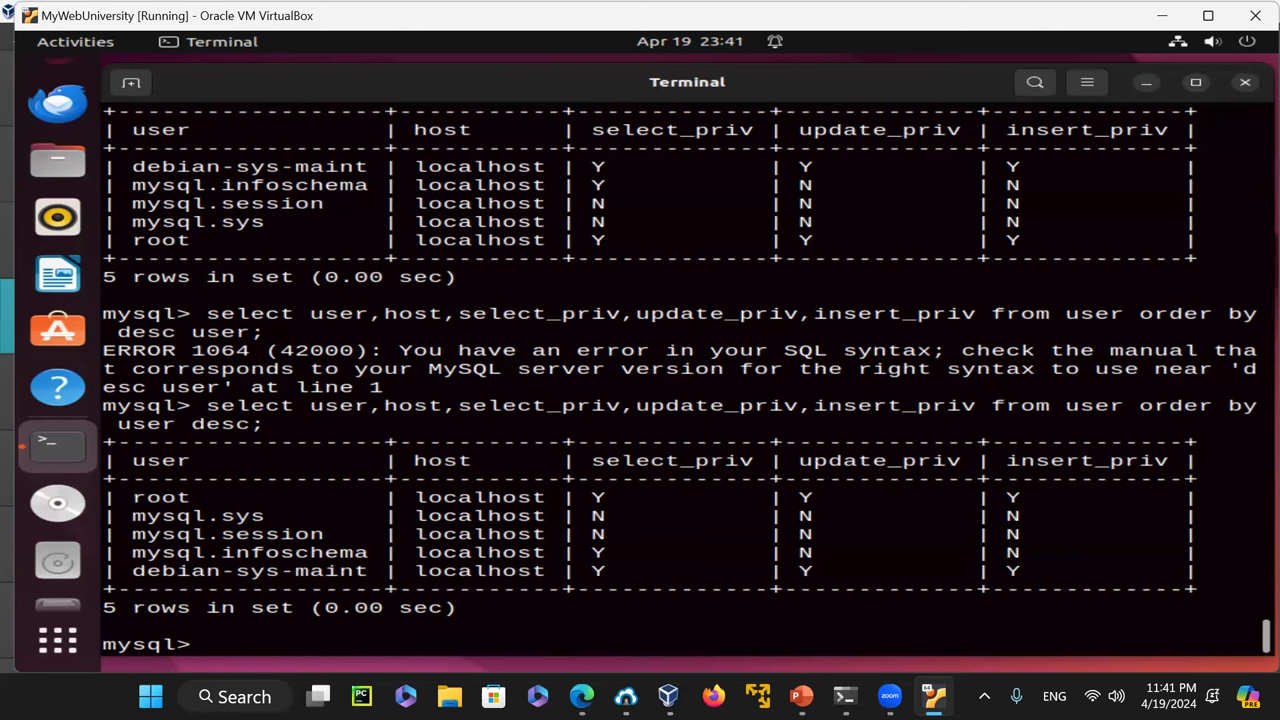 MyWebUniversity [Running] - Oracle VM VirtualBox
Activities Terminal Apr 19 23:41
Terminal
+-------------------+-----------+-------------+-------------+-------------+
| user | host | select_priv | update_priv | insert_priv |
+-------------------+-----------+-------------+-------------+-------------+
| debian-sys-maint | localhost | Y | Y | Y |
| mysql.infoschema | localhost | Y | N | N |
| mysql.session | localhost | N | N | N |
| mysql.sys | localhost | N | N | N |
| root | localhost | Y | Y | Y |
+-------------------+-----------+-------------+-------------+-------------+
5 rows in set (0.00 sec)
mysql> select user,host,select_priv,update_priv,insert_priv from user order by
desc user;
ERROR 1064 (42000): You have an error in your SQL syntax; check the manual tha
t corresponds to your MySQL server version for the right syntax to use near 'd
esc user' at line 1
mysql> select user,host,select_priv,update_priv,insert_priv from user order by
user desc;
+-------------------+-----------+-------------+-------------+-------------+
| user | host | select_priv | update_priv | insert_priv |
+-------------------+-----------+-------------+-------------+-------------+
| root | localhost | Y | Y | Y |
| mysql.sys | localhost | N | N | N |
| mysql.session | localhost | N | N | N |
| mysql.infoschema | localhost | Y | N | N |
| debian-sys-maint | localhost | Y | Y | Y |
+-------------------+-----------+-------------+-------------+-------------+
5 rows in set (0.00 sec)
mysql>
Search PC ENG 11:41 PM PRE
zoom 4/19/2024